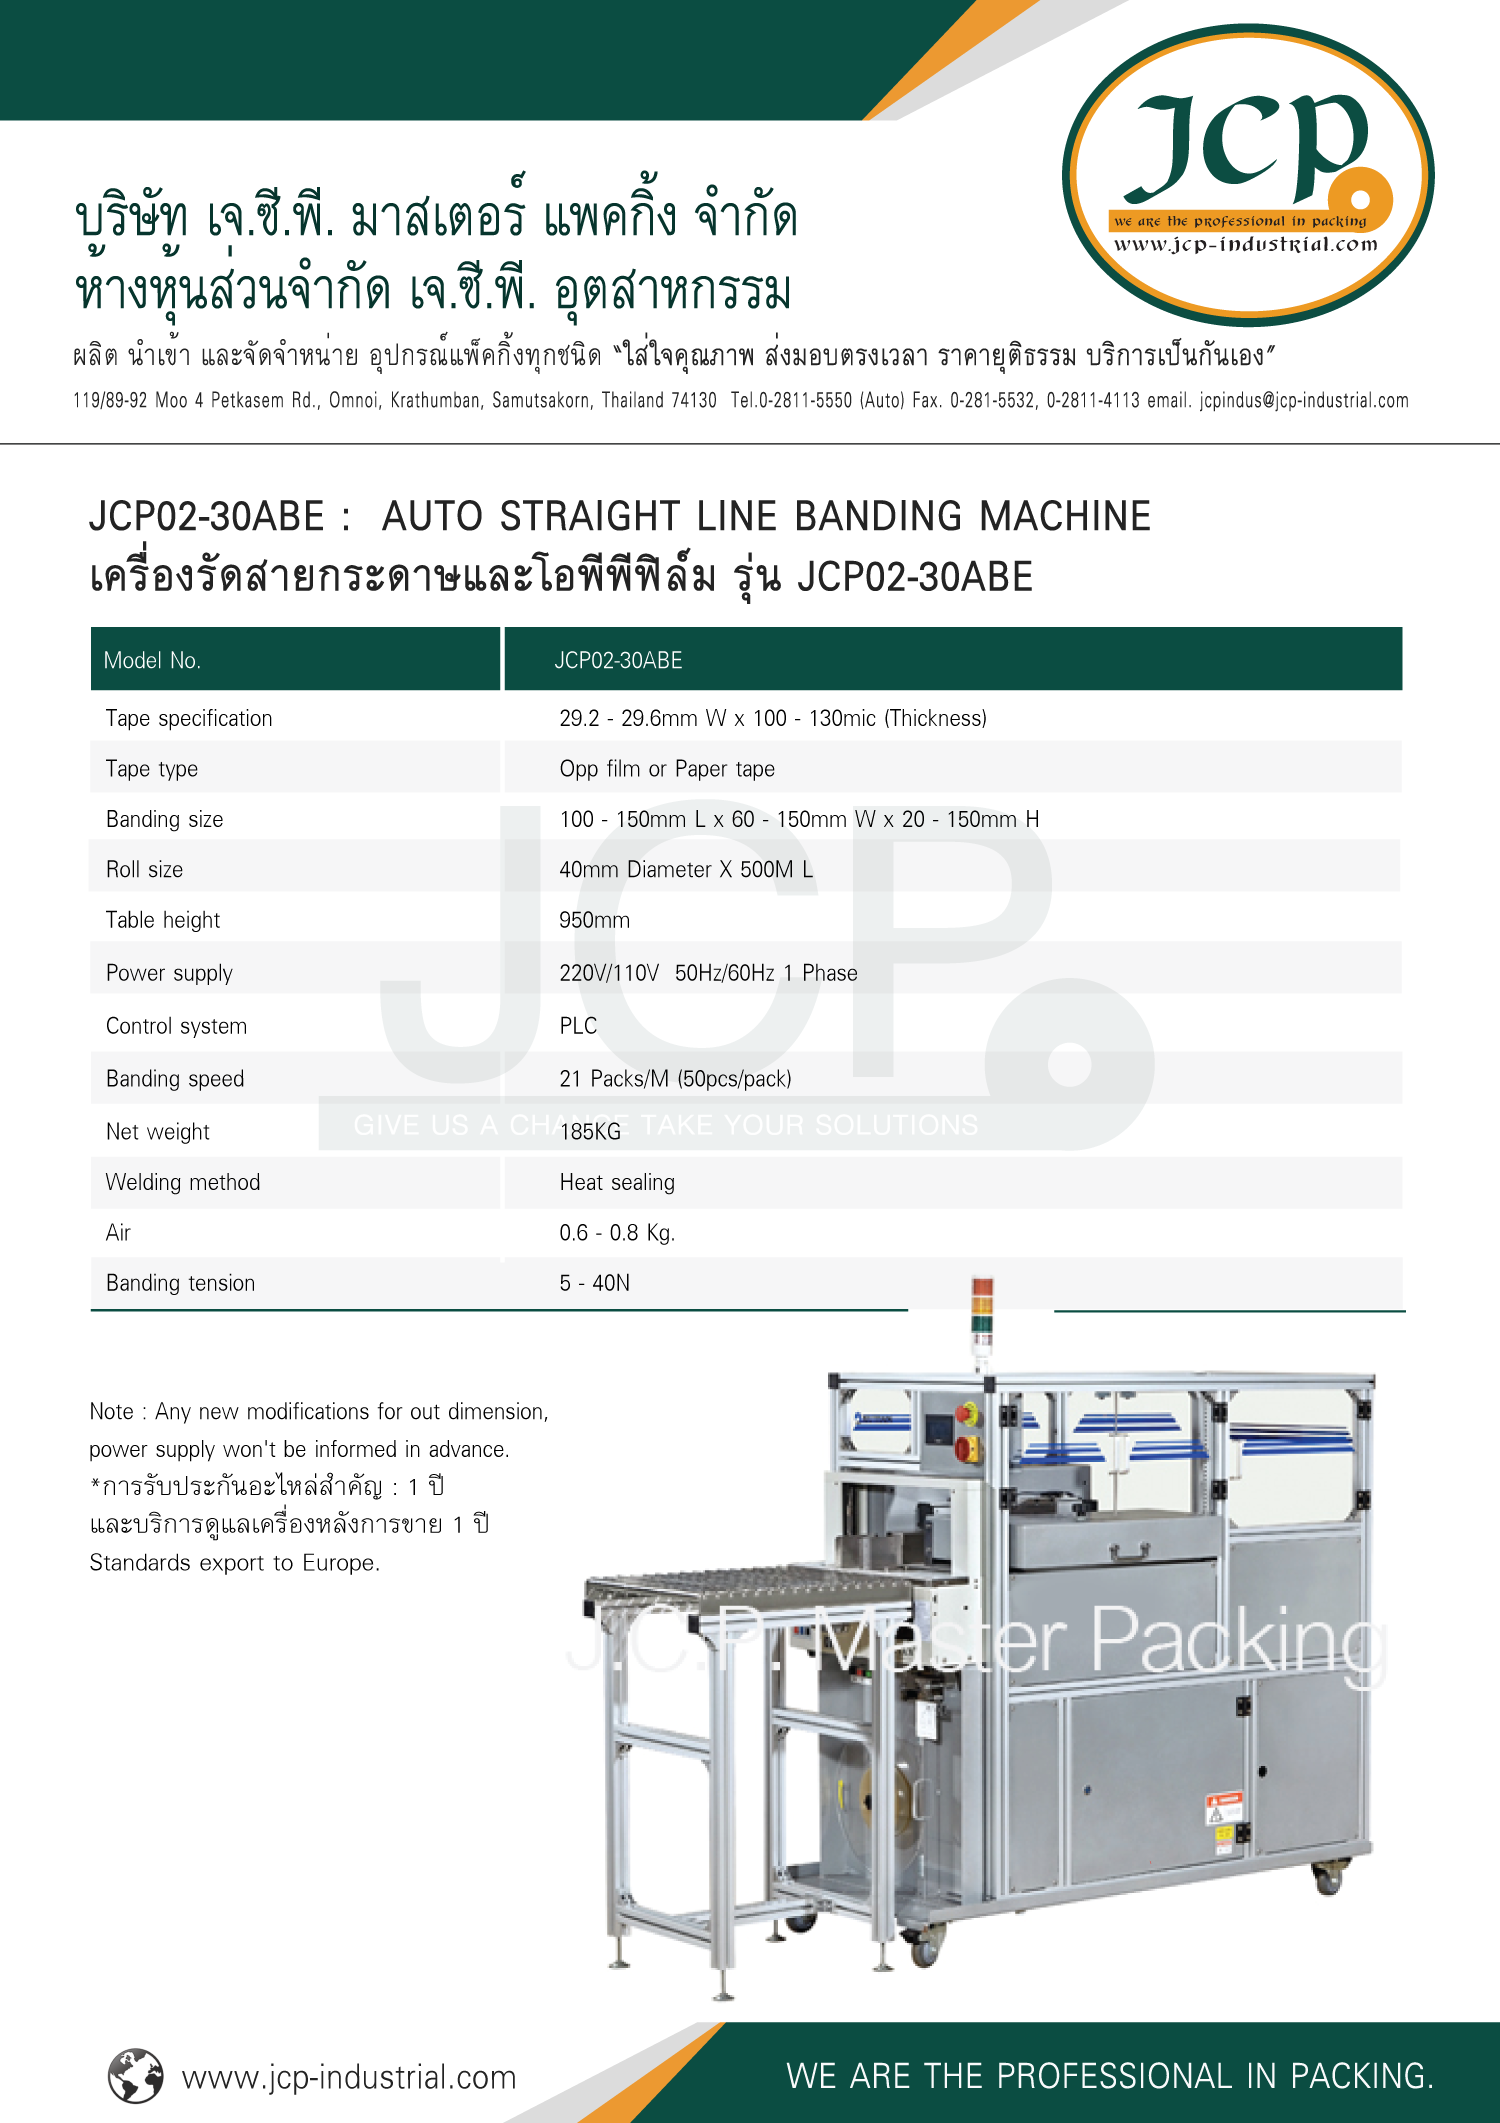 JCP
we are the professional in packing
www.jcp-industrial.com
บริษัท เจ.ซี.พี. มาสเตอร์ แพคกิ้ง จำกัด
ห้างหุ้นส่วนจำกัด เจ.ซี.พี. อุตสาหกรรม
ผลิต นำเข้า และจัดจำหน่าย อุปกรณ์แพ็คกิ้งทุกชนิด “ใส่ใจคุณภาพ ส่งมอบตรงเวลา ราคายุติธรรม บริการเป็นกันเอง”
119/89-92 Moo 4 Petkasem Rd., Omnoi, Krathumban, Samutsakorn, Thailand 74130 Tel.0-2811-5550 (Auto) Fax. 0-281-5532, 0-2811-4113 email. jcpindus@jcp-industrial.com
JCP02-30ABE : AUTO STRAIGHT LINE BANDING MACHINE
เครื่องรัดสายกระดาษและโอพีพีฟิล์ม รุ่น JCP02-30ABE
Model No. JCP02-30ABE
Tape specification 29.2 - 29.6mm W x 100 - 130mic (Thickness)
Tape type Opp film or Paper tape
Banding size 100 - 150mm L x 60 - 150mm W x 20 - 150mm H
Roll size 40mm Diameter X 500M L
Table height 950mm
Power supply 220V/110V 50Hz/60Hz 1 Phase
Control system PLC
Banding speed 21 Packs/M (50pcs/pack)
Net weight 185KG
Welding method Heat sealing
Air 0.6 - 0.8 Kg.
Banding tension 5 - 40N
JCP
GIVE US A CHANGE TAKE YOUR SOLUTIONS
Note : Any new modifications for out dimension,
power supply won't be informed in advance.
*การรับประกันอะไหล่สำคัญ : 1 ปี
และบริการดูแลเครื่องหลังการขาย 1 ปี
Standards export to Europe.
J.C.P. Master Packing
www.jcp-industrial.com
WE ARE THE PROFESSIONAL IN PACKING.